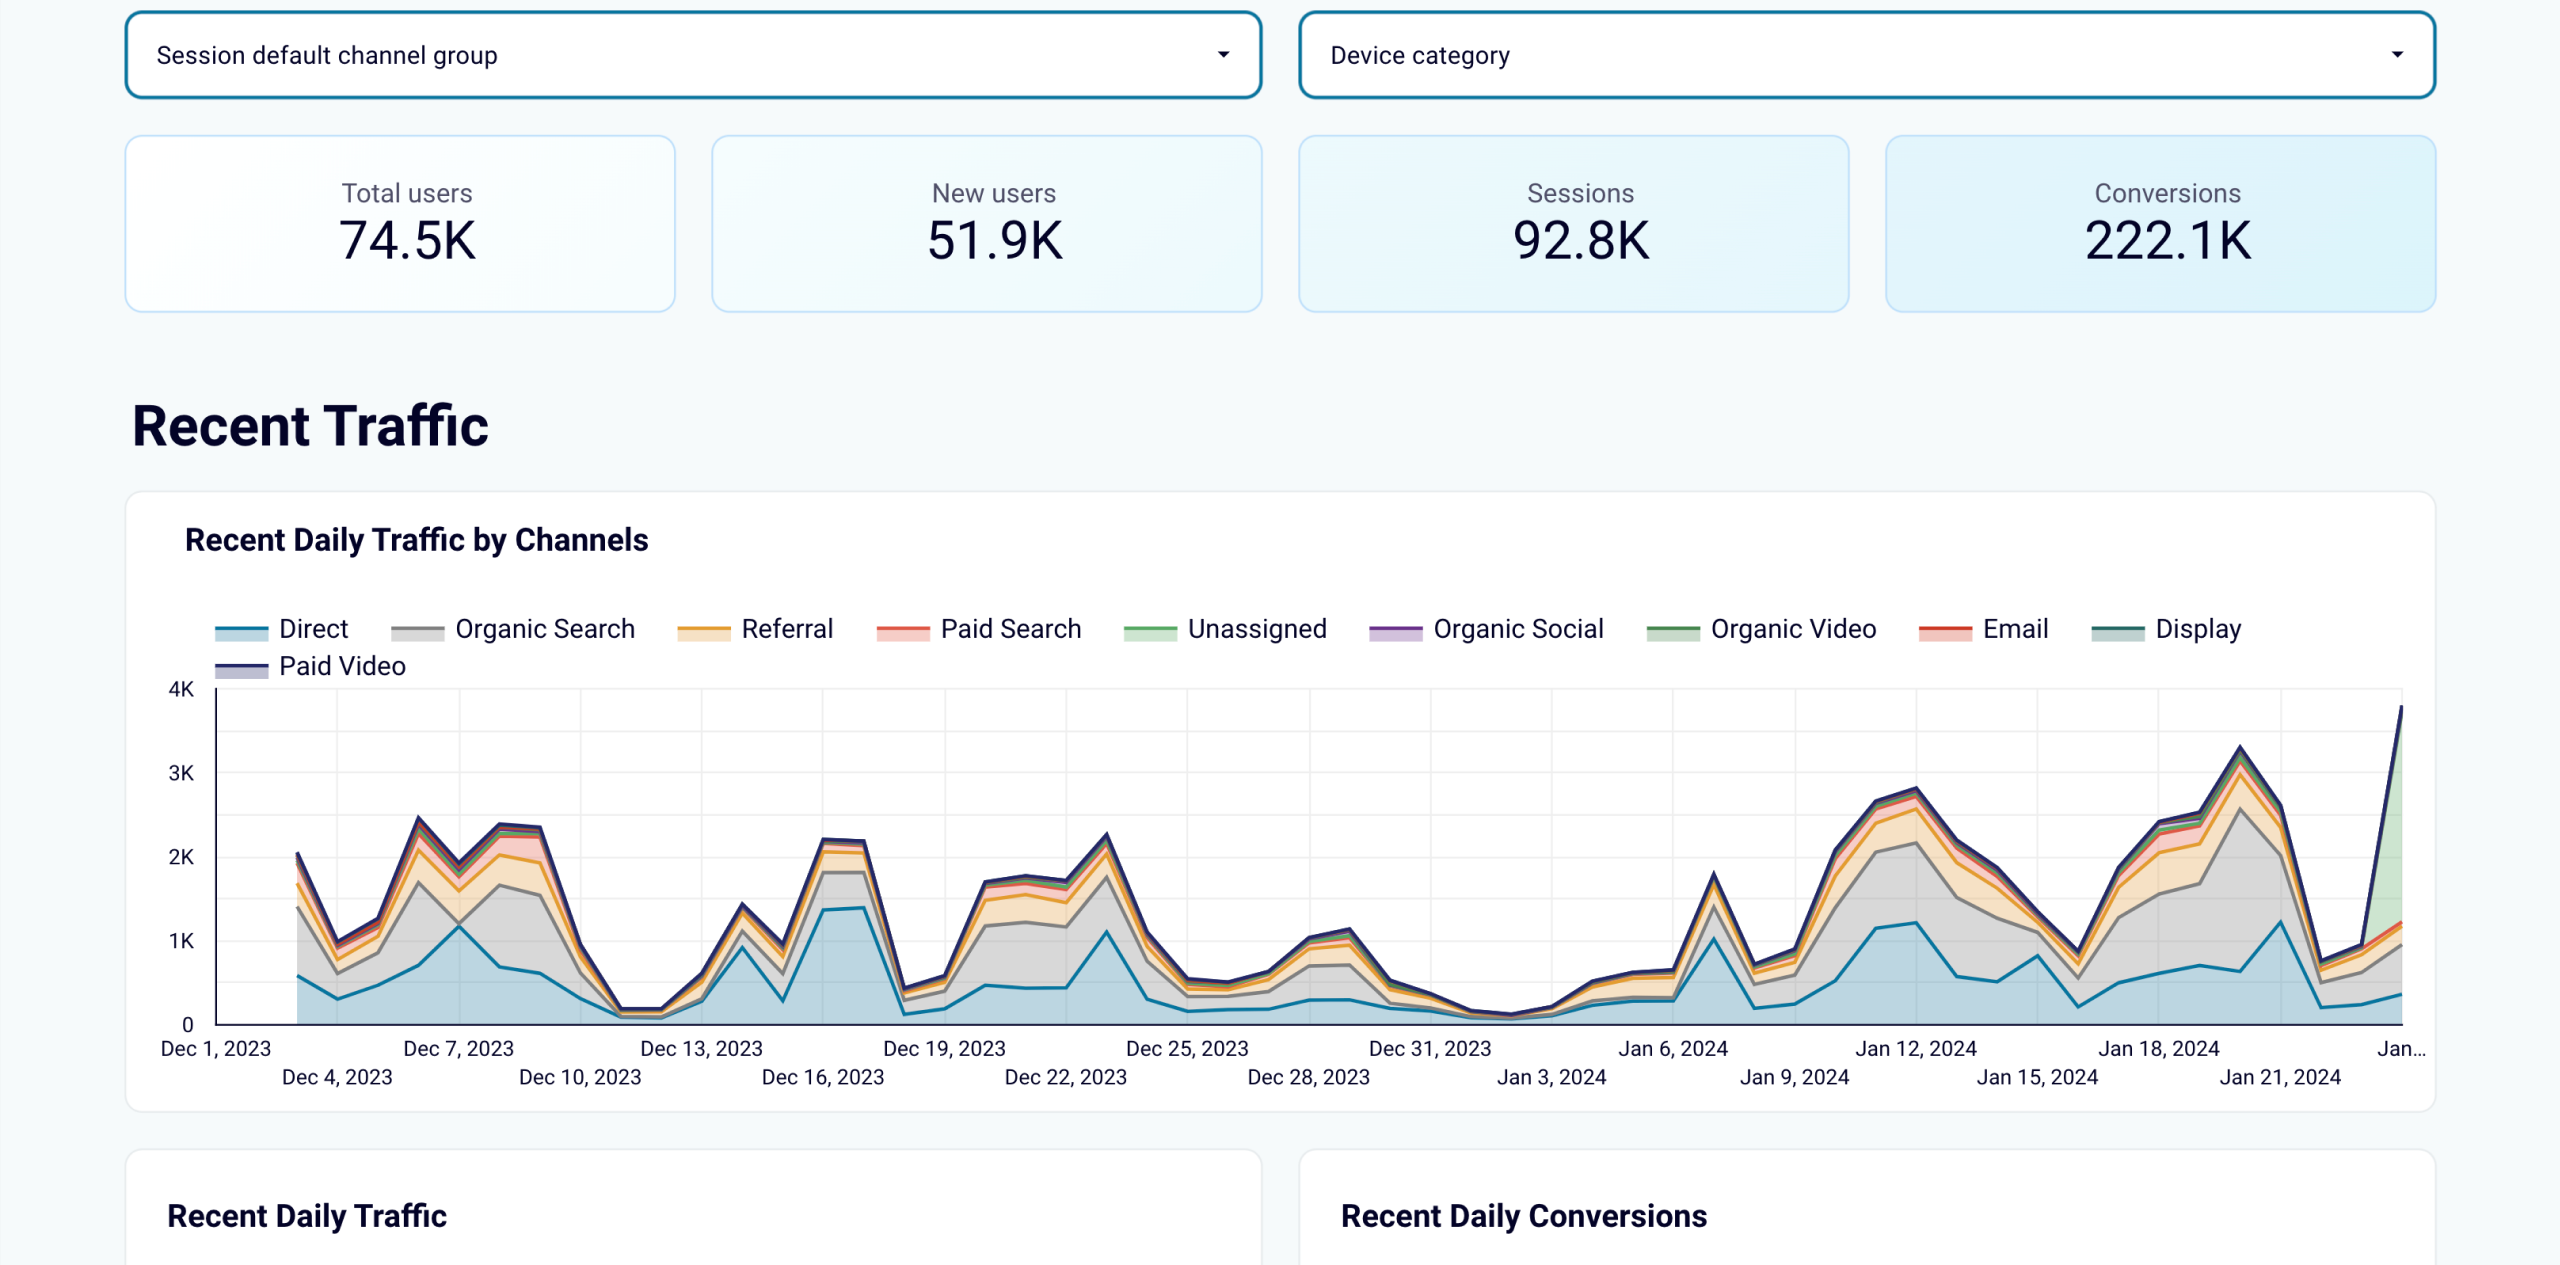 Session default channel group
Device category
Total users
74.5K
New users
51.9K
Sessions
92.8K
Conversions
222.1K
Recent Traffic
Recent Daily Traffic by Channels
Direct Organic Search Referral Paid Search Unassigned Organic Social Organic Video Email Display
Paid Video
4K
3K
2K
1K
0
Dec 1, 2023 Dec 7, 2023 Dec 13, 2023 Dec 19, 2023 Dec 25, 2023 Dec 31, 2023 Jan 6, 2024 Jan 12, 2024 Jan 18, 2024 Jan...
Dec 4, 2023 Dec 10, 2023 Dec 16, 2023 Dec 22, 2023 Dec 28, 2023 Jan 3, 2024 Jan 9, 2024 Jan 15, 2024 Jan 21, 2024
Recent Daily Traffic
Recent Daily Conversions